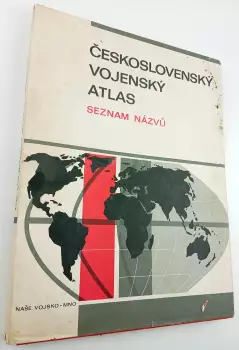 ČESKOSLOVENSKÝ
VOJENSKÝ
ATLAS
SEZNAM NÁZVŮ
NAŠE VOJSKO-MNO